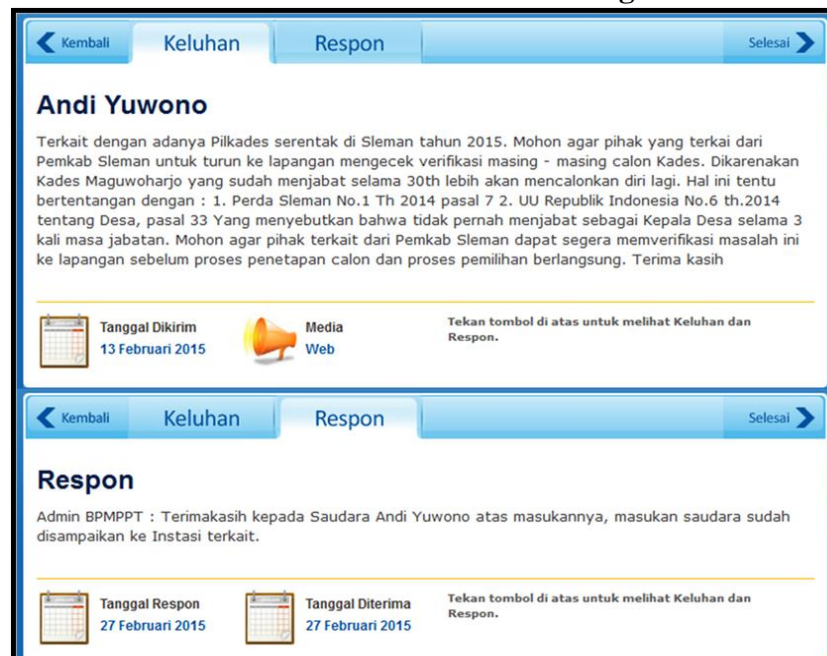 g
Kembali Keluhan Respon Selesai
Andi Yuwono
Terkait dengan adanya Pilkades serentak di Sleman tahun 2015. Mohon agar pihak yang terkai dari
Pemkab Sleman untuk turun ke lapangan mengecek verifikasi masing - masing calon Kades. Dikarenakan
Kades Maguwoharjo yang sudah menjabat selama 30th lebih akan mencalonkan diri lagi. Hal ini tentu
bertentangan dengan : 1. Perda Sleman No.1 Th 2014 pasal 7 2. UU Republik Indonesia No.6 th.2014
tentang Desa, pasal 33 Yang menyebutkan bahwa tidak pernah menjabat sebagai Kepala Desa selama 3
kali masa jabatan. Mohon agar pihak terkait dari Pemkab Sleman dapat segera memverifikasi masalah ini
ke lapangan sebelum proses penetapan calon dan proses pemilihan berlangsung. Terima kasih
Tanggal Dikirim
13 Februari 2015
Media
Web
Tekan tombol di atas untuk melihat Keluhan dan
Respon.
Kembali Keluhan Respon Selesai
Respon
Admin BPMPPT : Terimakasih kepada Saudara Andi Yuwono atas masukannya, masukan saudara sudah
disampaikan ke Instasi terkait.
Tanggal Respon
27 Februari 2015
Tanggal Diterima
27 Februari 2015
Tekan tombol di atas untuk melihat Keluhan dan
Respon.